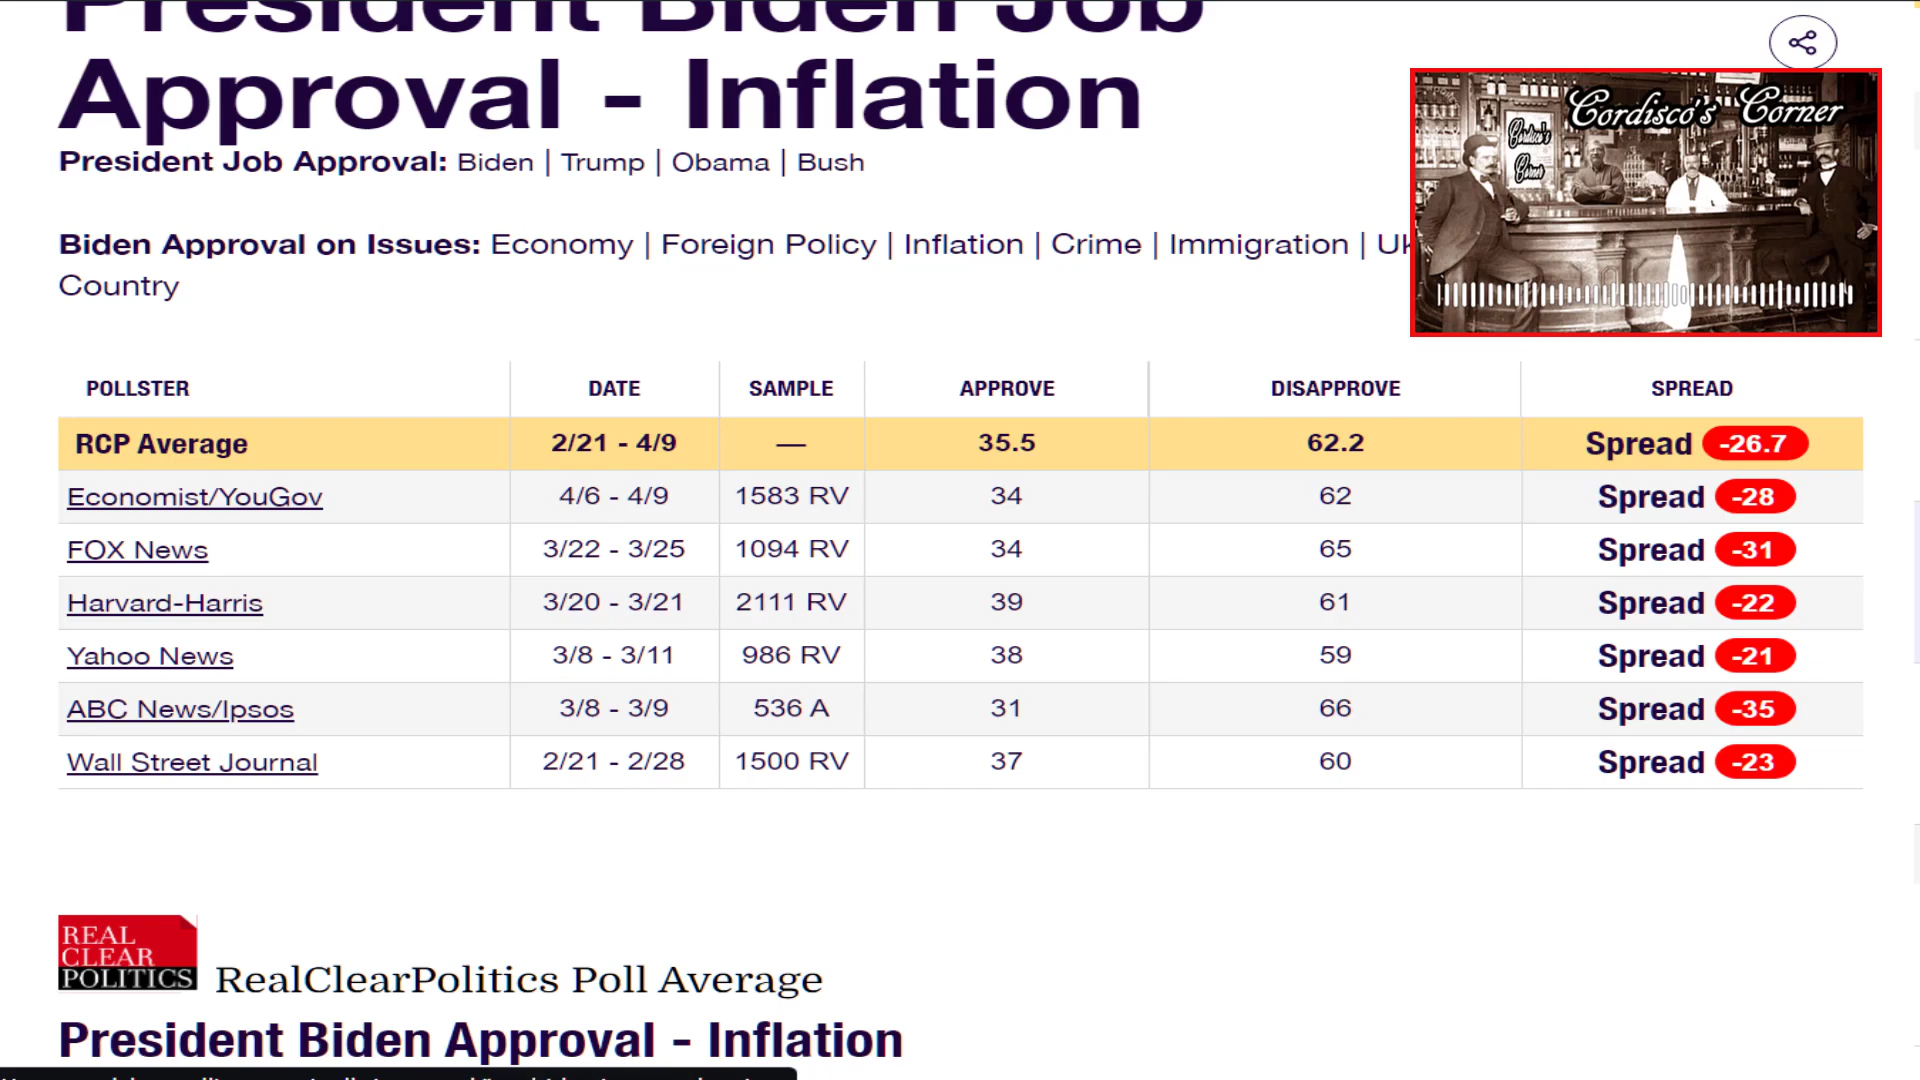 President Biden Job
Approval - Inflation
President Job Approval: Biden | Trump | Obama | Bush
Biden Approval on Issues: Economy | Foreign Policy | Inflation | Crime | Immigration |
Country
Cordisco's Corner
Cordisco's
Corner
POLLSTER DATE SAMPLE APPROVE DISAPPROVE SPREAD
RCP Average 2/21 - 4/9 — 35.5 62.2 Spread -26.7
Economist/YouGov 4/6 - 4/9 1583 RV 34 62 Spread -28
FOX News 3/22 - 3/25 1094 RV 34 65 Spread -31
Harvard-Harris 3/20 - 3/21 2111 RV 39 61 Spread -22
Yahoo News 3/8 - 3/11 986 RV 38 59 Spread -21
ABC News/Ipsos 3/8 - 3/9 536 A 31 66 Spread -35
Wall Street Journal 2/21 - 2/28 1500 RV 37 60 Spread -23
REAL
CLEAR
POLITICS
RealClearPolitics Poll Average
President Biden Approval - Inflation